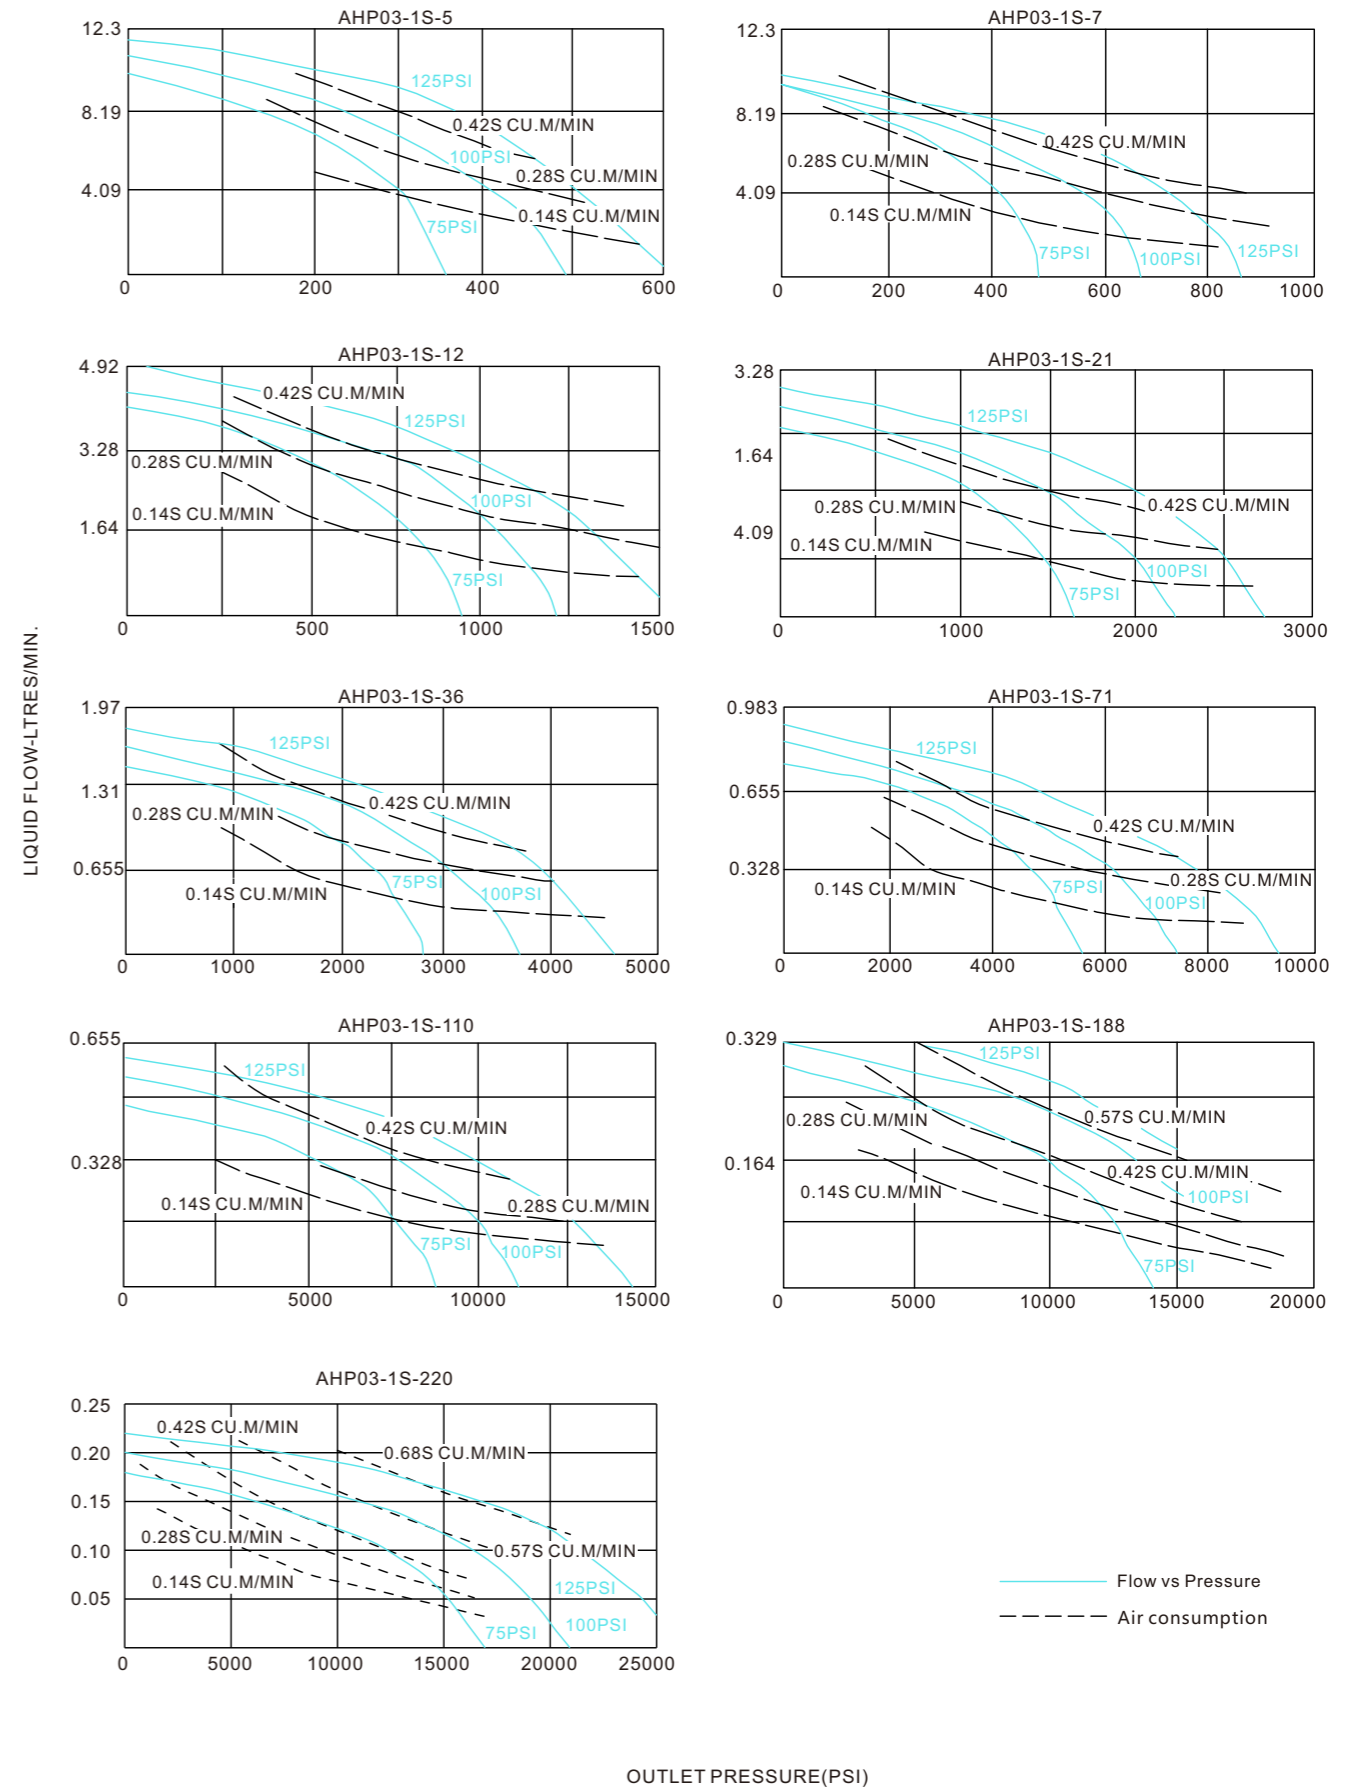 AHP03-1S-5
12.3
8.19
4.09
125PSI
0.42S CU.M/MIN
100PSI
0.28S CU.M/MIN
0.14S CU.M/MIN
75PSI
0 200 400 600
AHP03-1S-7
12.3
8.19
4.09
0.42S CU.M/MIN
0.28S CU.M/MIN
0.14S CU.M/MIN
75PSI
100PSI
125PSI
0 200 400 600 800 1000
AHP03-1S-12
4.92
3.28
1.64
0.42S CU.M/MIN
125PSI
0.28S CU.M/MIN
100PSI
0.14S CU.M/MIN
75PSI
0 500 1000 1500
AHP03-1S-21
3.28
1.64
4.09
125PSI
0.42S CU.M/MIN
0.28S CU.M/MIN
0.14S CU.M/MIN
100PSI
75PSI
0 1000 2000 3000
LIQUID FLOW-LTRES/MIN.
AHP03-1S-36
1.97
1.31
0.655
125PSI
0.42S CU.M/MIN
0.28S CU.M/MIN
75PSI
100PSI
0.14S CU.M/MIN
0 1000 2000 3000 4000 5000
AHP03-1S-71
0.983
0.655
0.328
125PSI
0.42S CU.M/MIN
0.28S CU.M/MIN
0.14S CU.M/MIN
75PSI
100PSI
0 2000 4000 6000 8000 10000
AHP03-1S-110
0.655
0.328
125PSI
0.42S CU.M/MIN
0.14S CU.M/MIN
0.28S CU.M/MIN
75PSI
100PSI
0 5000 10000 15000
AHP03-1S-188
0.329
0.164
125PSI
0.57S CU.M/MIN
0.28S CU.M/MIN
0.42S CU.M/MIN
0.14S CU.M/MIN
100PSI
75PSI
0 5000 10000 15000 20000
AHP03-1S-220
0.25
0.20
0.15
0.10
0.05
0.42S CU.M/MIN
0.68S CU.M/MIN
0.28S CU.M/MIN
0.57S CU.M/MIN
0.14S CU.M/MIN
125PSI
75PSI
100PSI
0 5000 10000 15000 20000 25000
Flow vs Pressure
Air consumption
OUTLET PRESSURE(PSI)